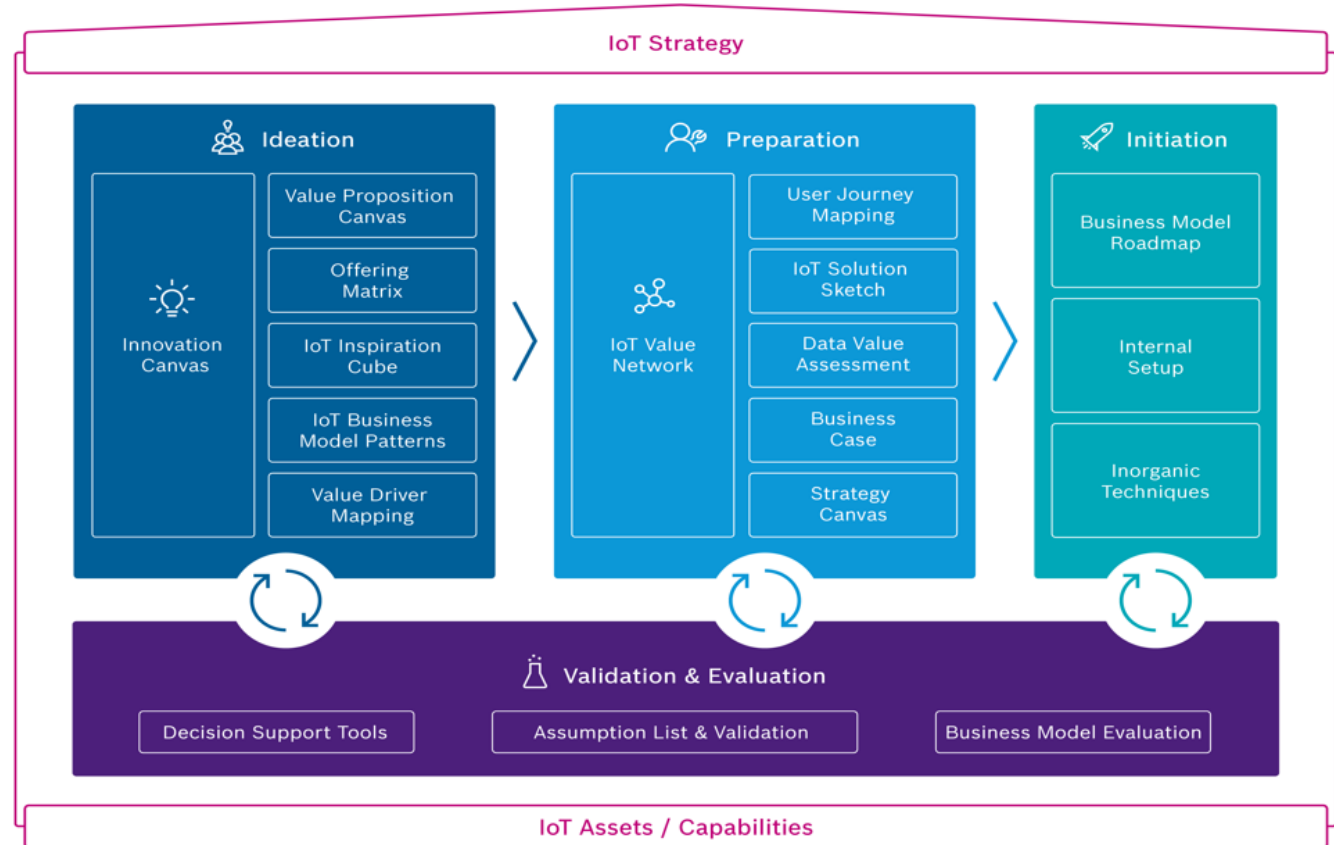 IoT Strategy
Ideation
Innovation
Canvas
Value Proposition
Canvas
Offering
Matrix
IoT Inspiration
Cube
IoT Business
Model Patterns
Value Driver
Mapping
Preparation
IoT Value
Network
User Journey
Mapping
IoT Solution
Sketch
Data Value
Assessment
Business
Case
Strategy
Canvas
Initiation
Business Model
Roadmap
Internal
Setup
Inorganic
Techniques
Validation & Evaluation
Decision Support Tools
Assumption List & Validation
Business Model Evaluation
IoT Assets / Capabilities